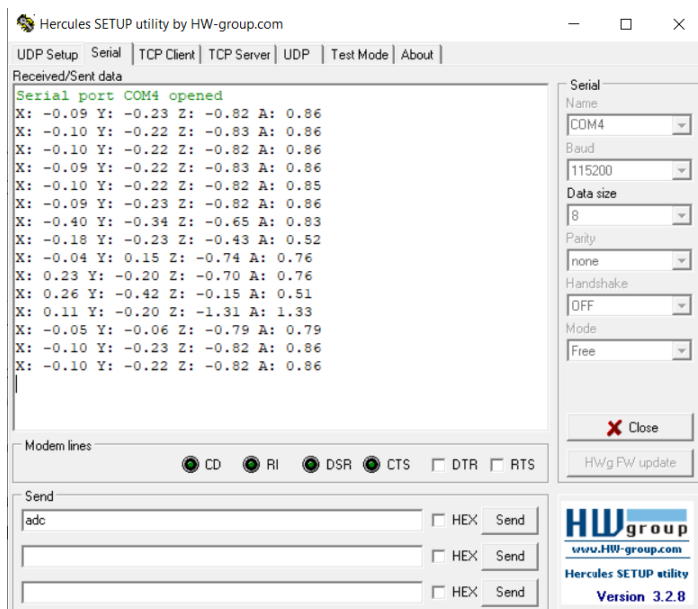 Hercules SETUP utility by HW-group.com
UDP Setup Serial TCP Client TCP Server UDP Test Mode About
Received/Sent data
Serial port COM4 opened
X: -0.09 Y: -0.23 Z: -0.82 A: 0.86
X: -0.10 Y: -0.22 Z: -0.83 A: 0.86
X: -0.10 Y: -0.22 Z: -0.82 A: 0.86
X: -0.09 Y: -0.22 Z: -0.83 A: 0.86
X: -0.10 Y: -0.22 Z: -0.82 A: 0.85
X: -0.09 Y: -0.23 Z: -0.82 A: 0.86
X: -0.40 Y: -0.34 Z: -0.65 A: 0.83
X: -0.18 Y: -0.23 Z: -0.43 A: 0.52
X: -0.04 Y: 0.15 Z: -0.74 A: 0.76
X: 0.23 Y: -0.20 Z: -0.70 A: 0.76
X: 0.26 Y: -0.42 Z: -0.15 A: 0.51
X: 0.11 Y: -0.20 Z: -1.31 A: 1.33
X: -0.05 Y: -0.06 Z: -0.79 A: 0.79
X: -0.10 Y: -0.23 Z: -0.82 A: 0.86
X: -0.10 Y: -0.22 Z: -0.82 A: 0.86
Serial
Name
COM4
Baud
115200
Data size
8
Parity
none
Handshake
OFF
Mode
Free
Close
HWg FW update
Modem lines
CD RI DSR CTS DTR RTS
Send
adc HEX Send
HEX Send
HEX Send
HW group
www.HW-group.com
Hercules SETUP utility
Version 3.2.8